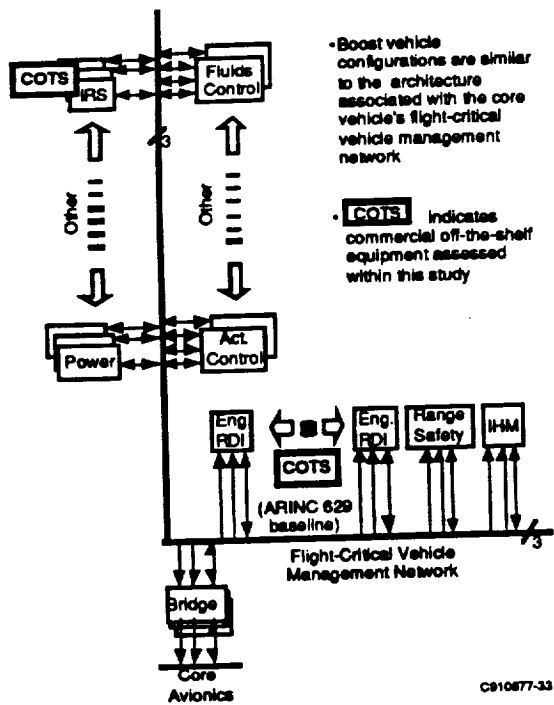 COTS
IRS
Fluids
Control
3
Other
Other
Power
Act.
Control
•Boost vehicle
configurations are similar
to the architecture
associated with the core
vehicle's flight-critical
vehicle management
network
• COTS indicates
commercial off-the-shelf
equipment assessed
within this study
Eng.
RDI
COTS
(ARINC 629
baseline)
Eng.
RDI
Range
Safety
IHM
3
Flight-Critical Vehicle
Management Network
Bridge
Core
Avionics
C910877-33